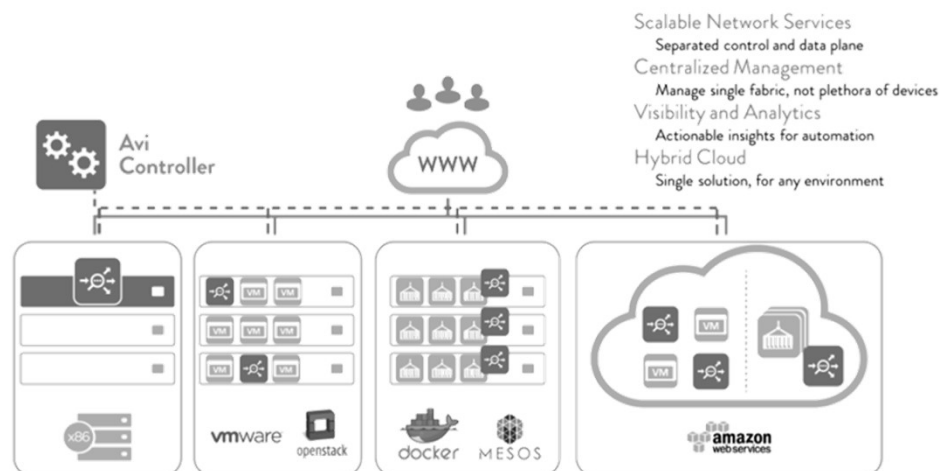 Scalable Network Services
Separated control and data plane
Centralized Management
Manage single fabric, not plethora of devices
Visibility and Analytics
Actionable insights for automation
Hybrid Cloud
Single solution, for any environment
Avi
Controller
WWW
VM VM
VM VM VM
VM VM
VM
VM
x86
vmware
openstack
docker
MESOS
amazon
web services